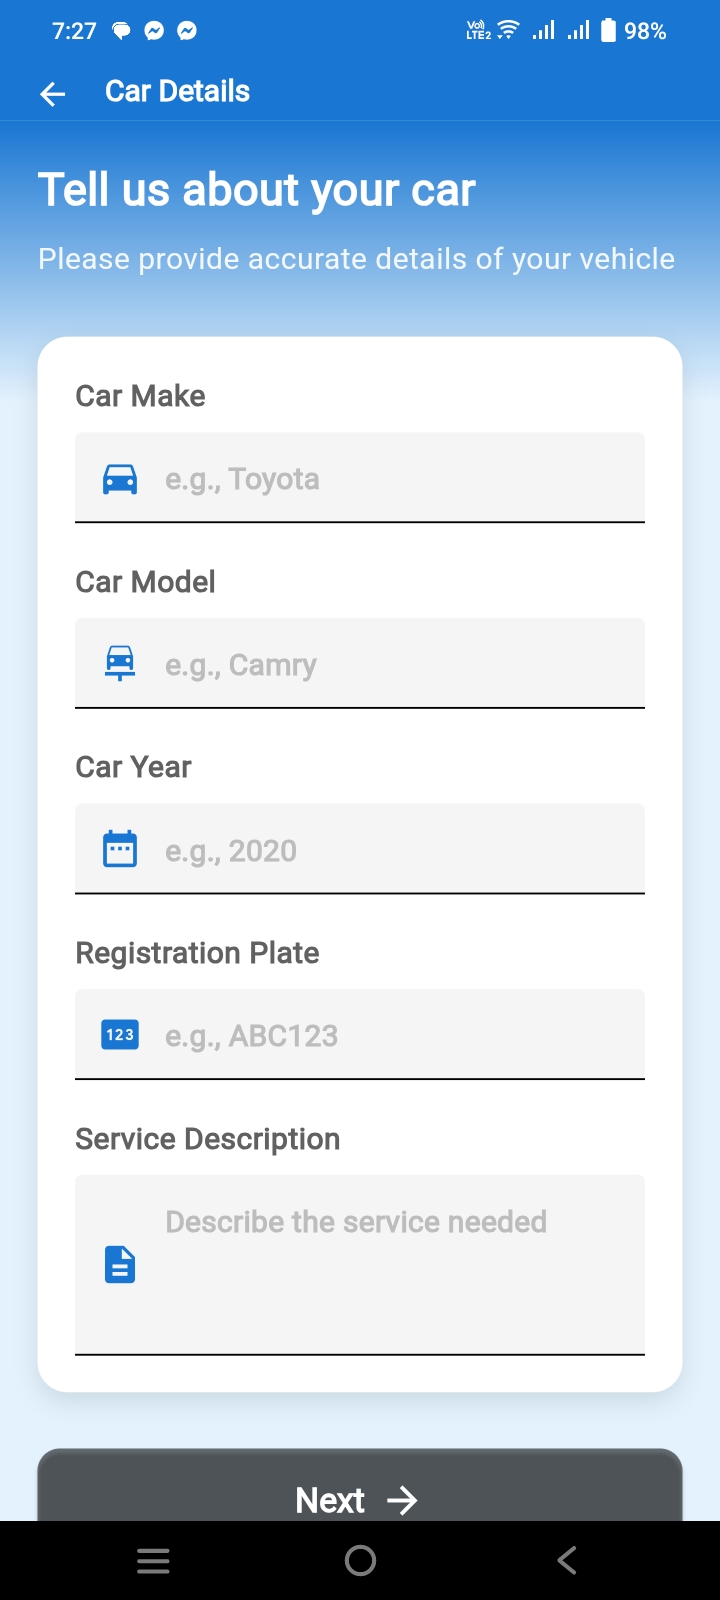 7:27 Vo)) LTE2 98%
Car Details
Tell us about your car
Please provide accurate details of your vehicle
Car Make
e.g., Toyota
Car Model
e.g., Camry
Car Year
e.g., 2020
Registration Plate
123 e.g., ABC123
Service Description
Describe the service needed
Next